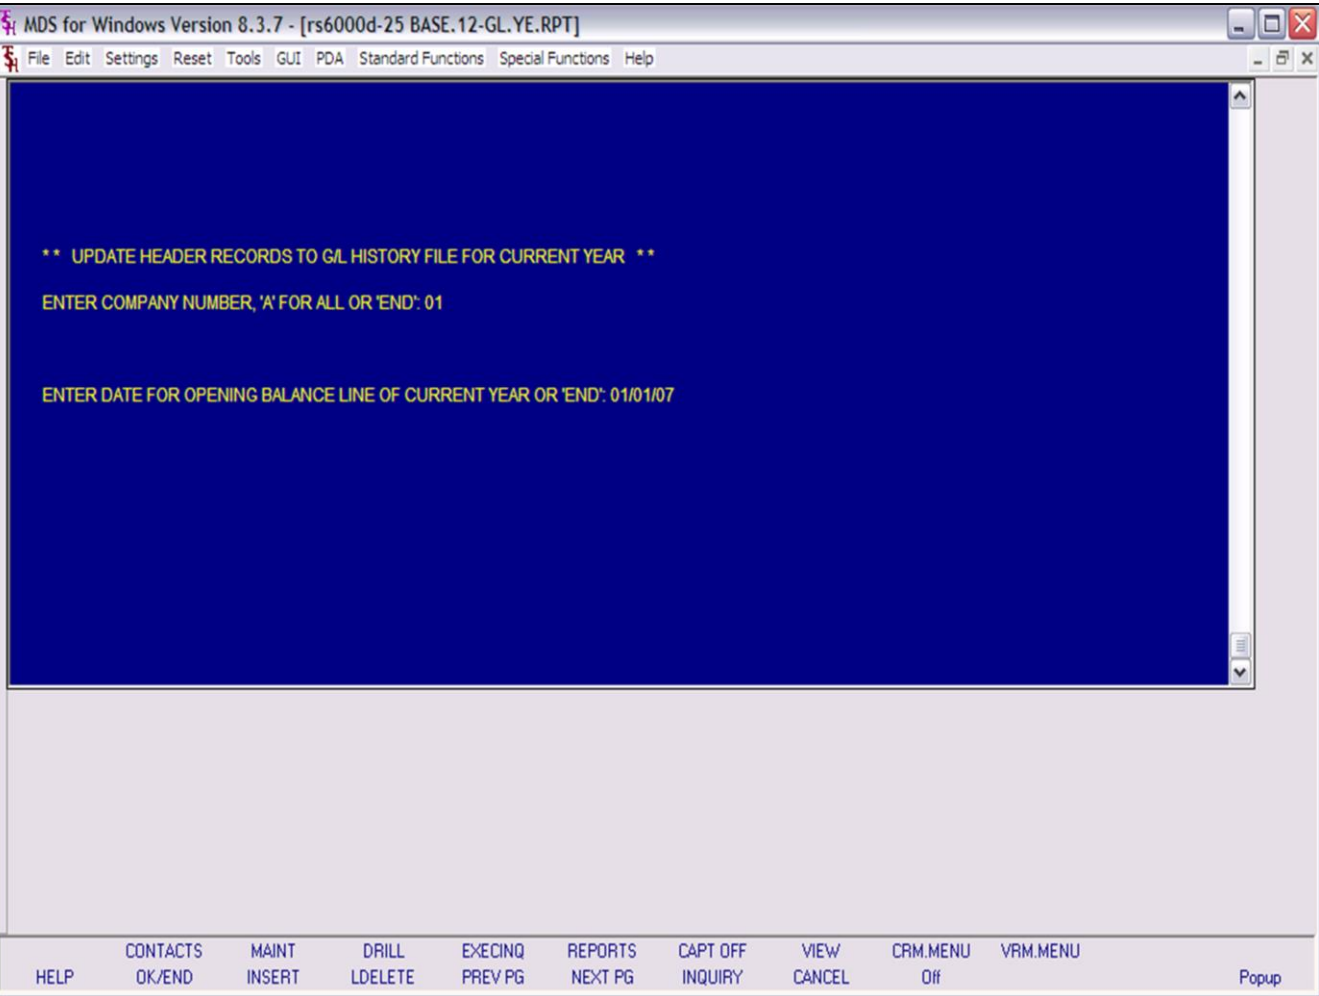 MDS for Windows Version 8.3.7 - [rs6000d-25 BASE.12-GL.YE.RPT]
File Edit Settings Reset Tools GUI PDA Standard Functions Special Functions Help
** UPDATE HEADER RECORDS TO G/L HISTORY FILE FOR CURRENT YEAR **
ENTER COMPANY NUMBER, 'A' FOR ALL OR 'END': 01
ENTER DATE FOR OPENING BALANCE LINE OF CURRENT YEAR OR 'END': 01/01/07
CONTACTS MAINT DRILL EXECINQ REPORTS CAPT OFF VIEW CRM.MENU VRM.MENU
HELP OK/END INSERT LDELETE PREV PG NEXT PG INQUIRY CANCEL Off Popup